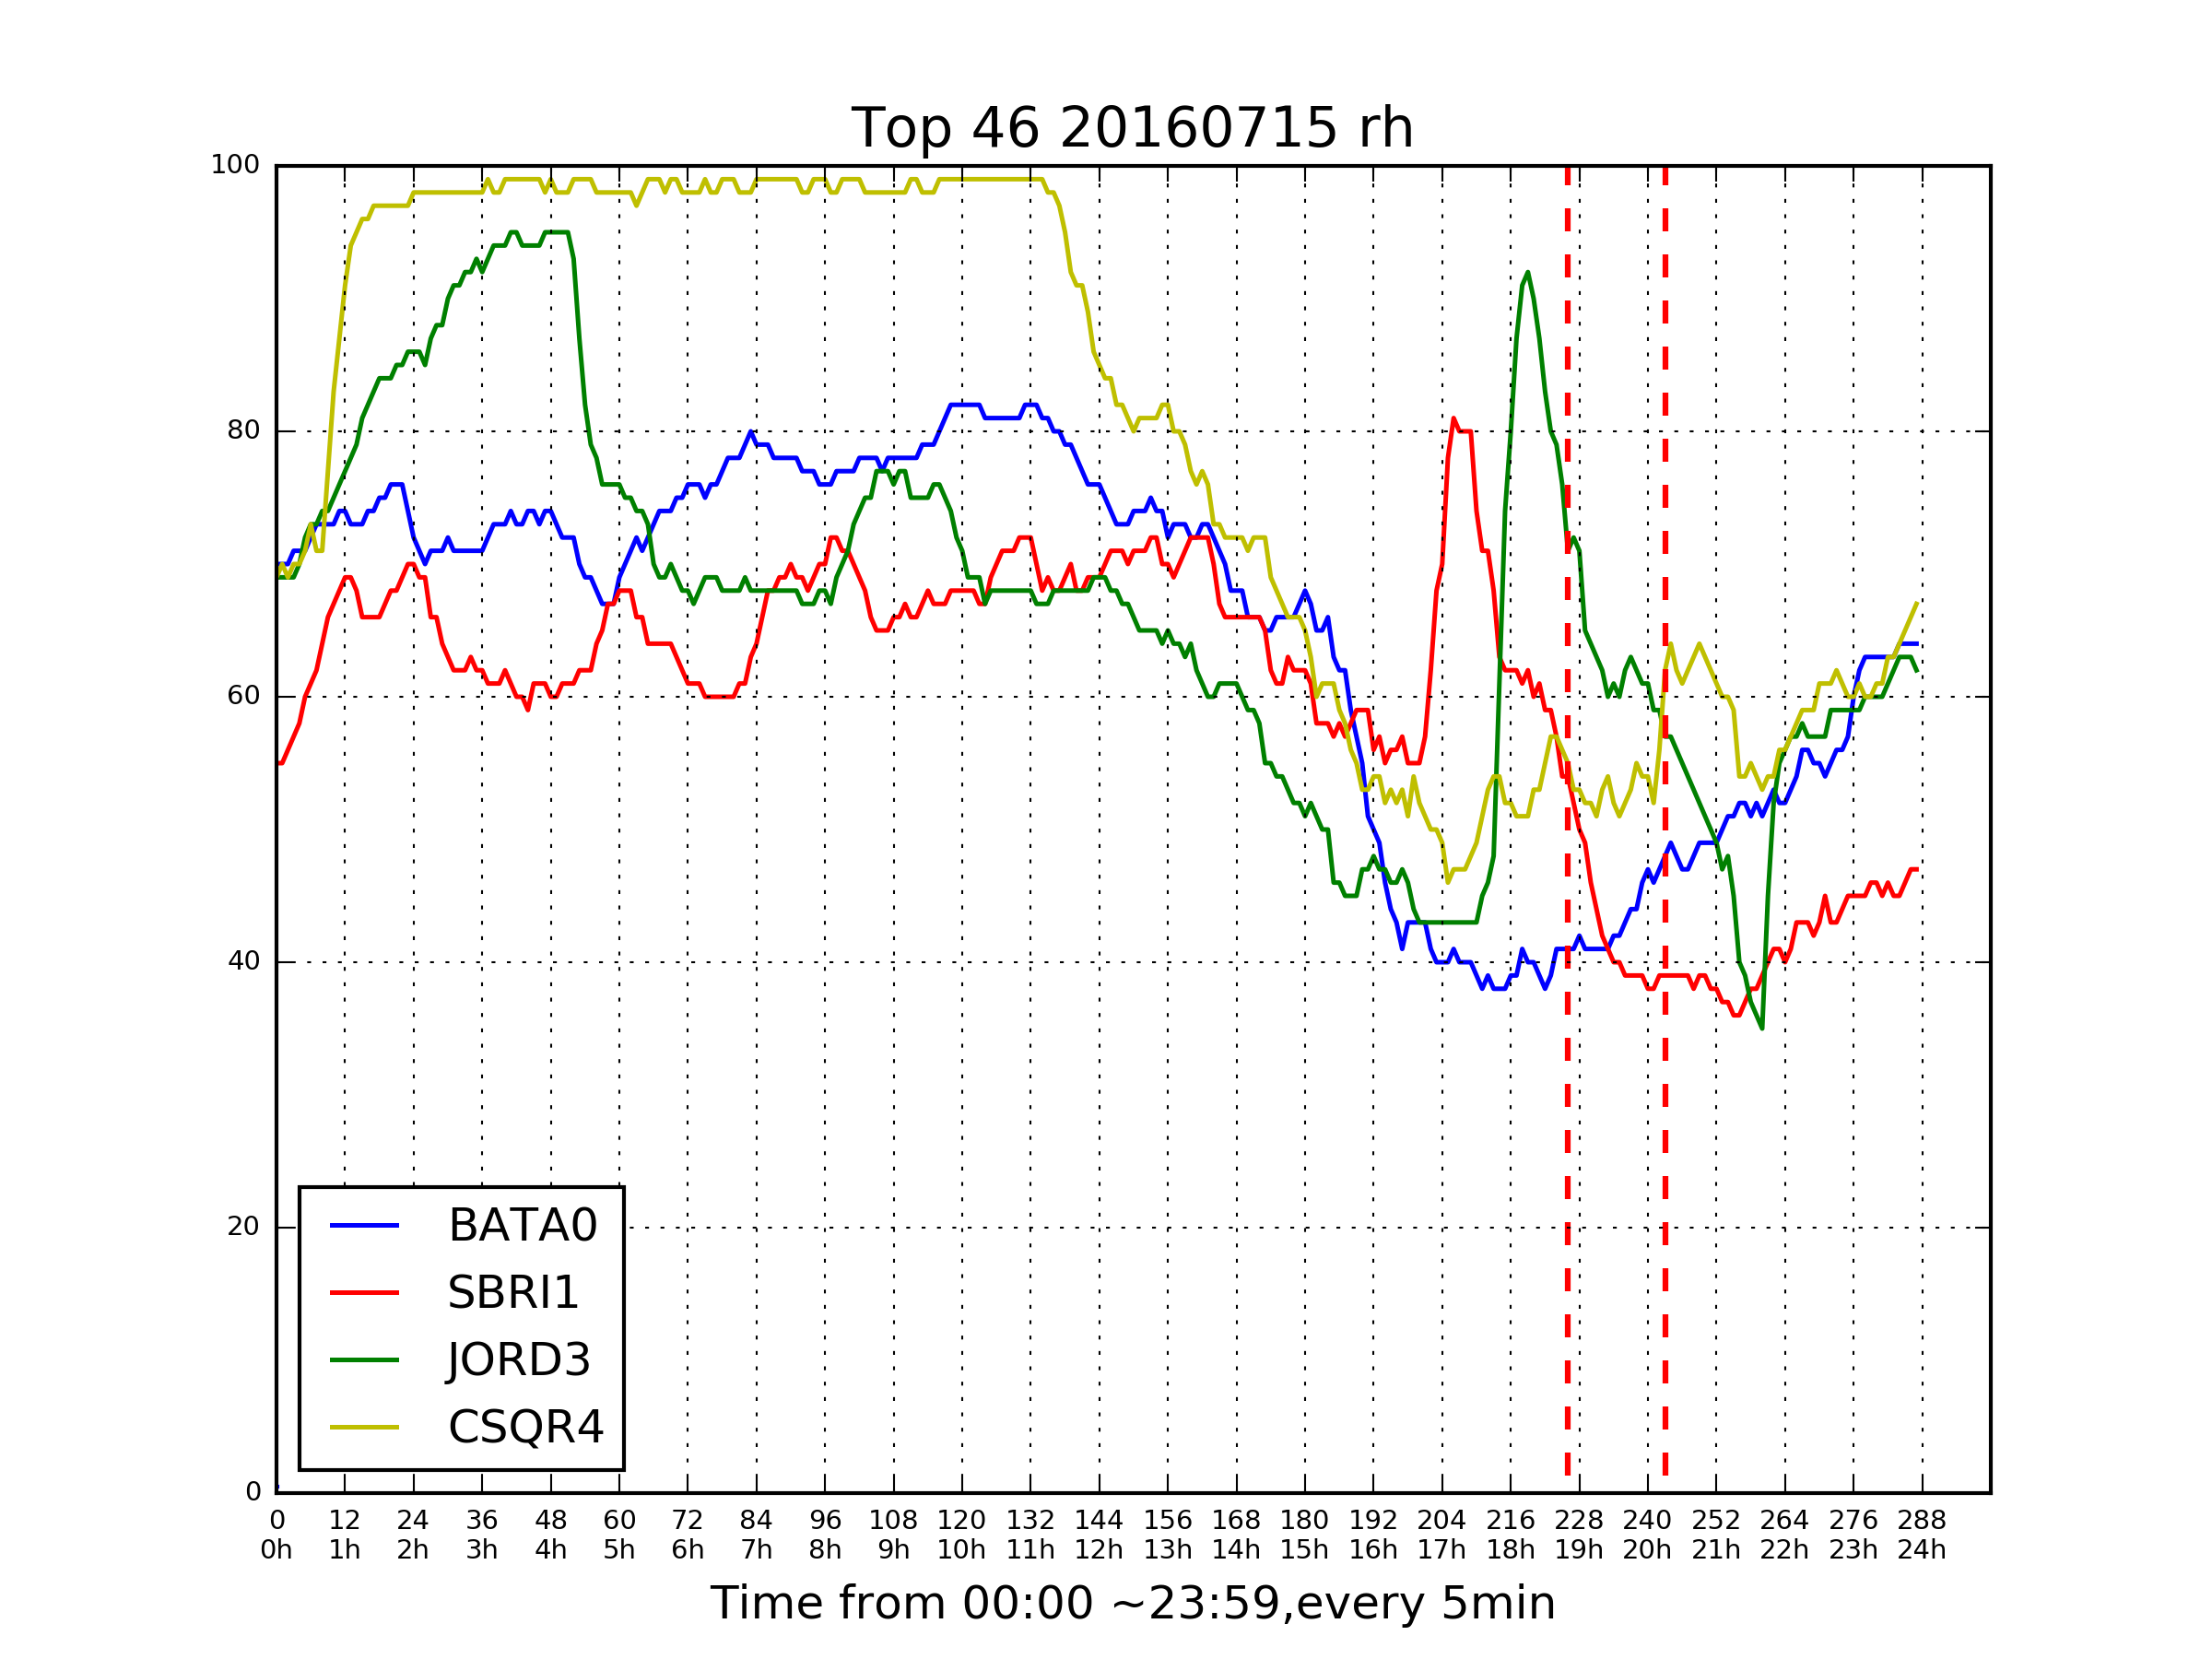 Top 46 20160715 rh
100
80
60
40
20
0
BATA0
SBRI1
JORD3
CSQR4
0 12 24 36 48 60 72 84 96 108 120 132 144 156 168 180 192 204 216 228 240 252 264 276 288
0h 1h 2h 3h 4h 5h 6h 7h 8h 9h 10h 11h 12h 13h 14h 15h 16h 17h 18h 19h 20h 21h 22h 23h 24h
Time from 00:00 ~23:59,every 5min